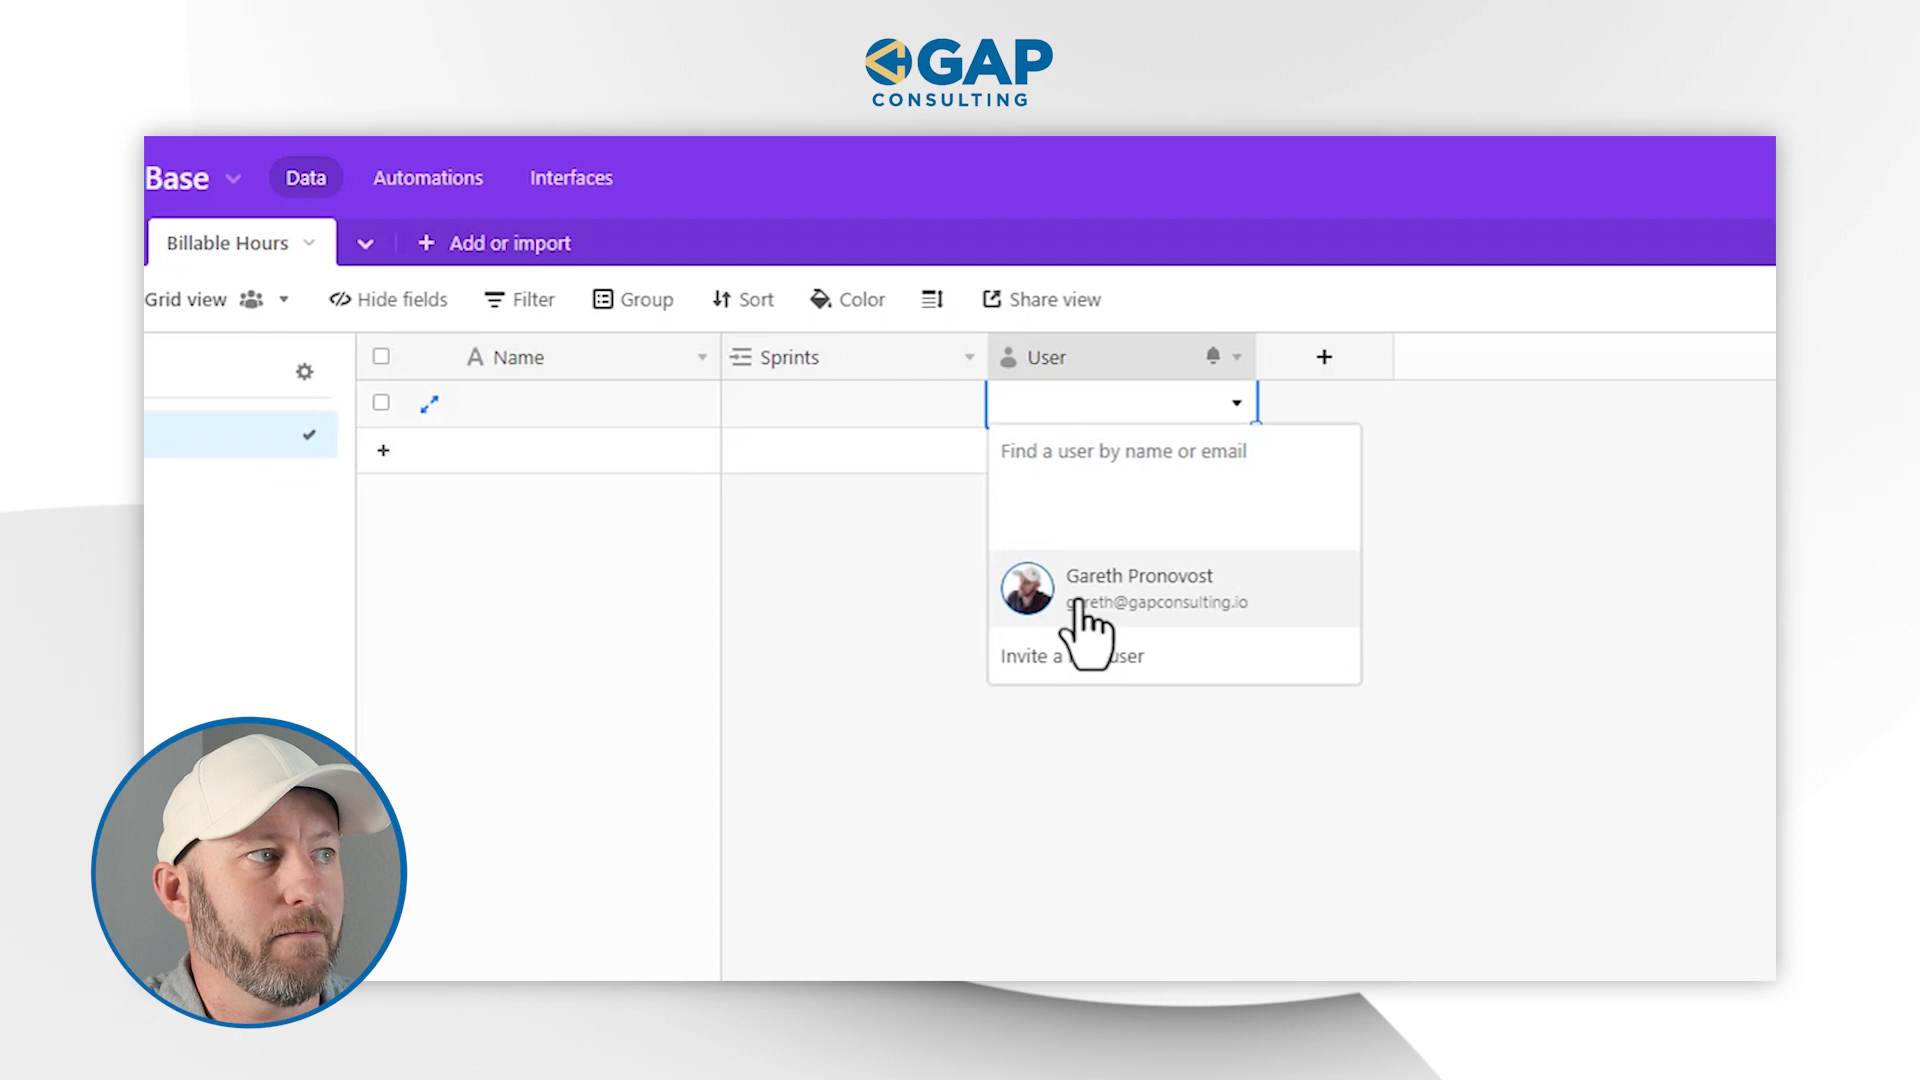 GAP
CONSULTING
Base
Data
Automations
Interfaces
Billable Hours
Add or import
Grid view
Hide fields
Filter
Group
Sort
Color
Share view
Name
Sprints
User
Find a user by name or email
Gareth Pronovost
gareth@gapconsulting.io
Invite a user